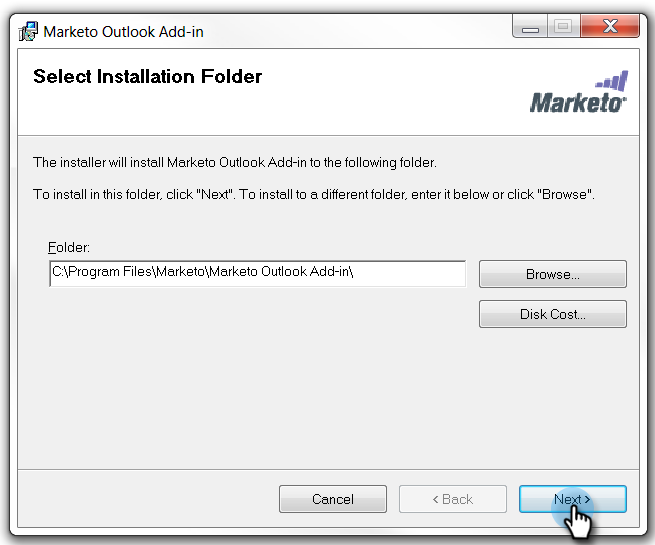 Marketo Outlook Add-in
Select Installation Folder
Marketo
The installer will install Marketo Outlook Add-in to the following folder.
To install in this folder, click "Next". To install to a different folder, enter it below or click "Browse".
Folder:
C:\Program Files\Marketo\Marketo Outlook Add-in\
Browse...
Disk Cost...
Cancel
< Back
Next >